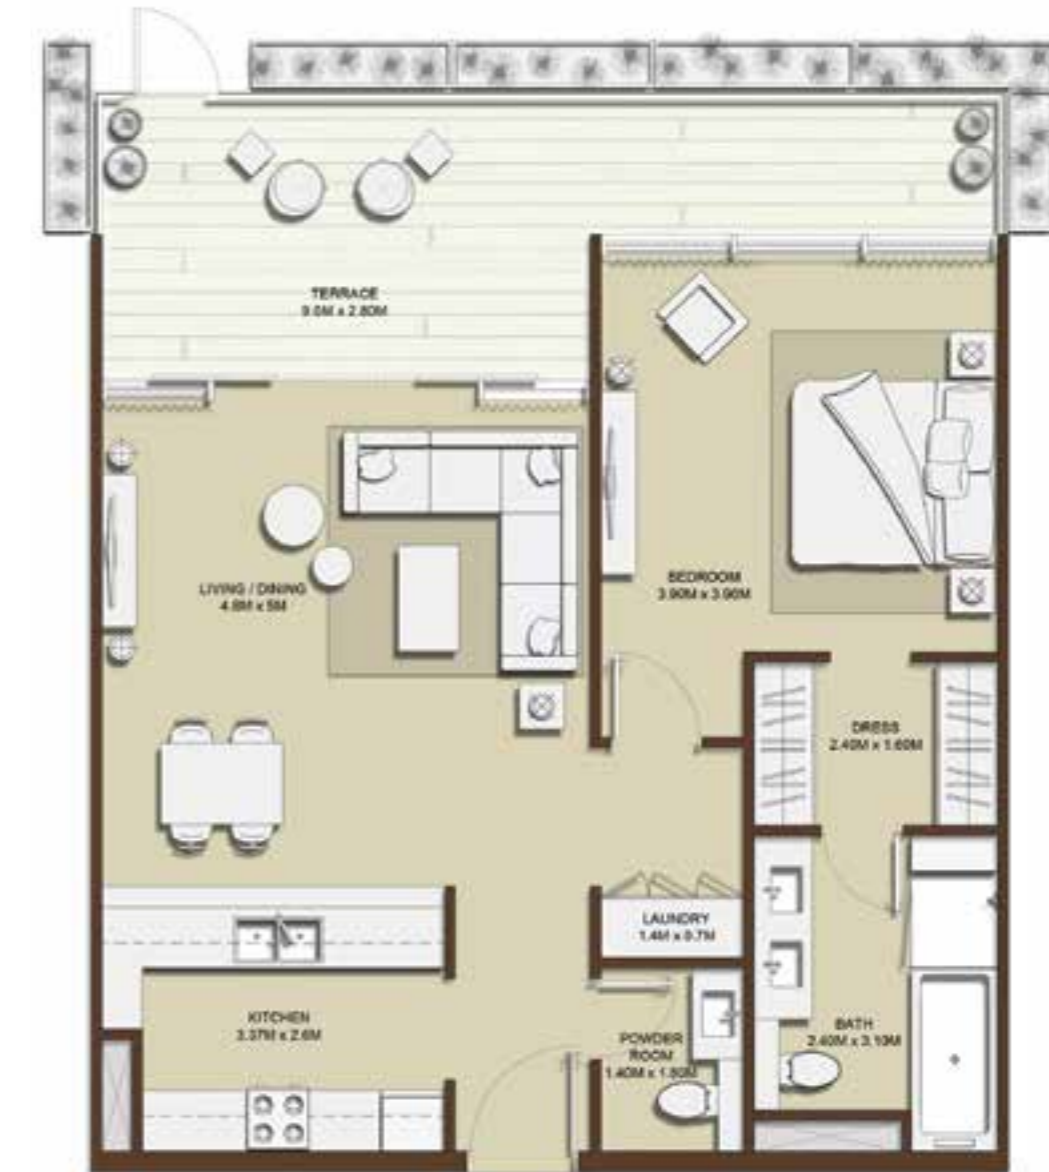 TERRACE
9.0M x 2.80M
BEDROOM
3.90M x 3.90M
LIVING / DINING
4.8M x 5M
DRESS
2.40M x 1.60M
LAUNDRY
1.4M x 0.7M
KITCHEN
3.37M x 2.6M
POWDER
ROOM
1.40M x 1.80M
BATH
2.40M x 3.10M